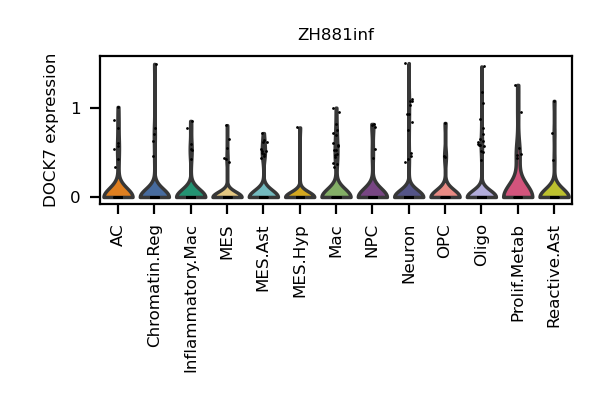 ZH881inf
DOCK7 expression
1
0
AC
Chromatin.Reg
Inflammatory.Mac
MES
MES.Ast
MES.Hyp
Mac
NPC
Neuron
OPC
Oligo
Prolif.Metab
Reactive.Ast